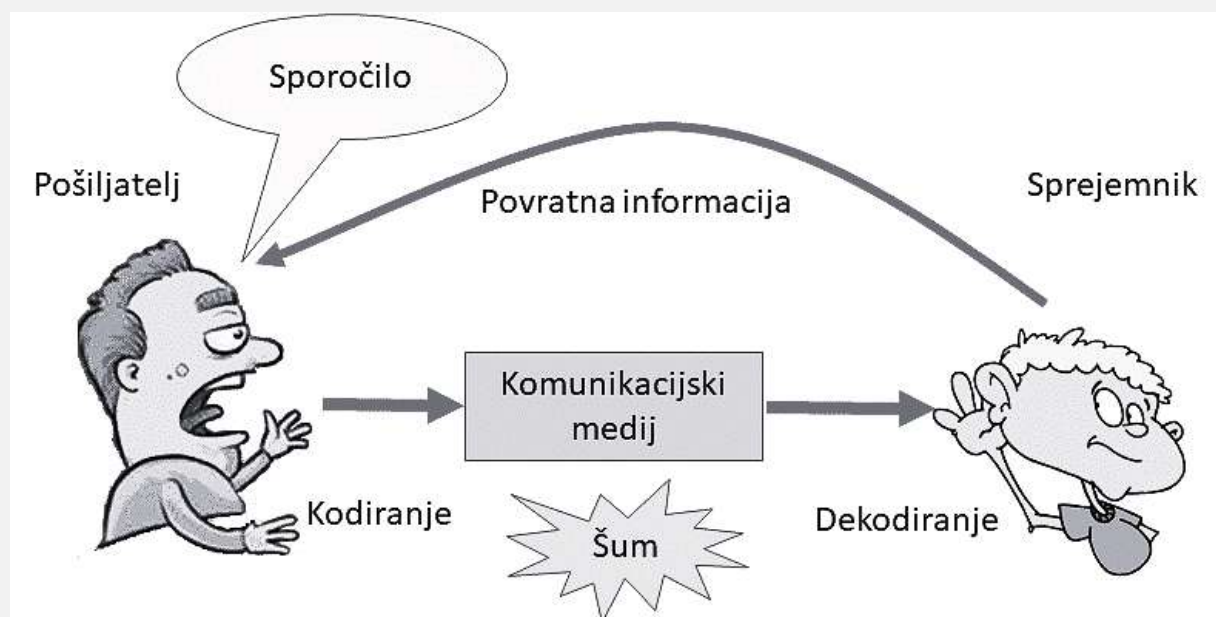 Sporočilo
Pošiljatelj
Povratna informacija
Sprejemnik
Komunikacijski
medij
Kodiranje
Šum
Dekodiranje